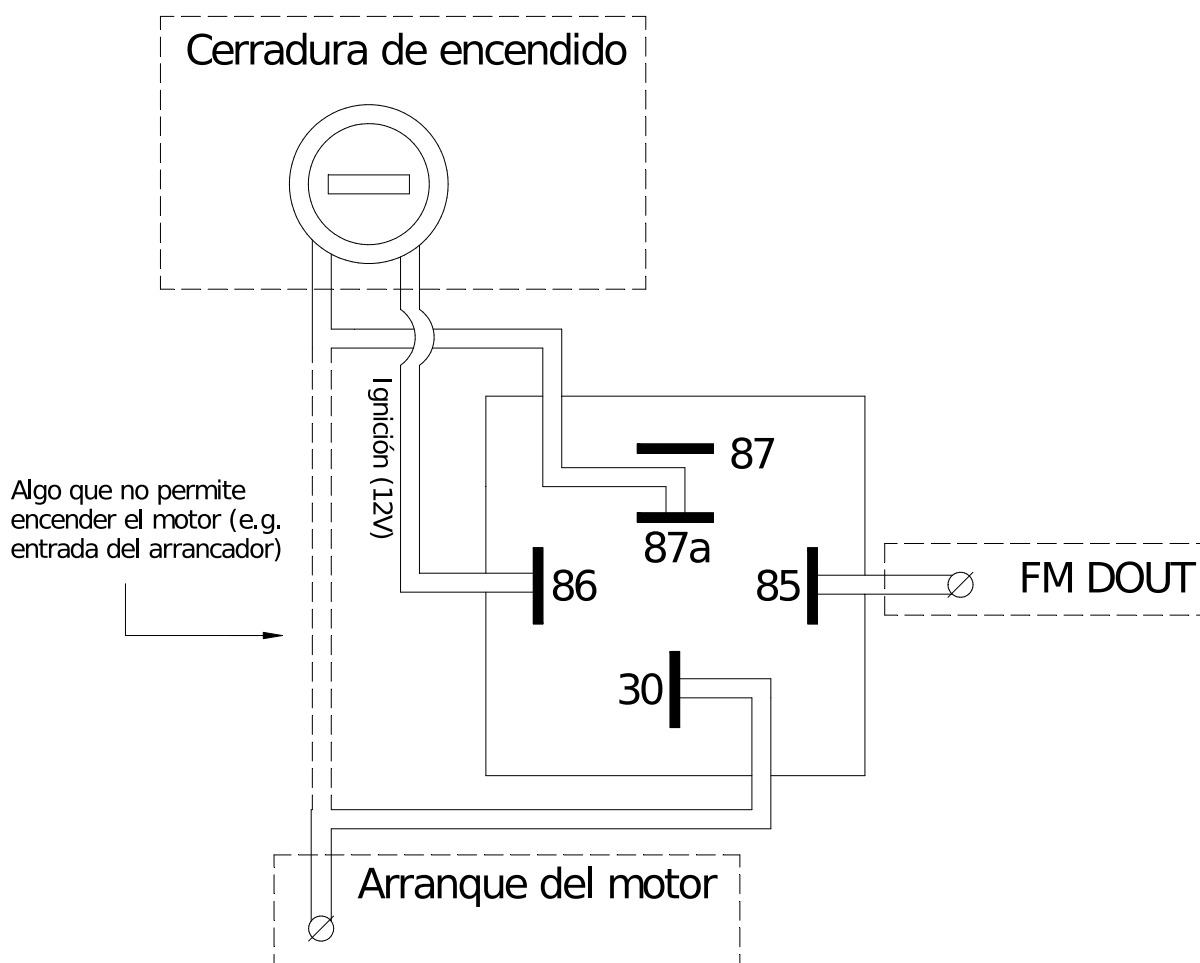 Cerradura de encendido
Ignición (12V)
87
87a
Algo que no permite
encender el motor (e.g.
entrada del arrancador)
86
85
FM DOUT
30
Arranque del motor